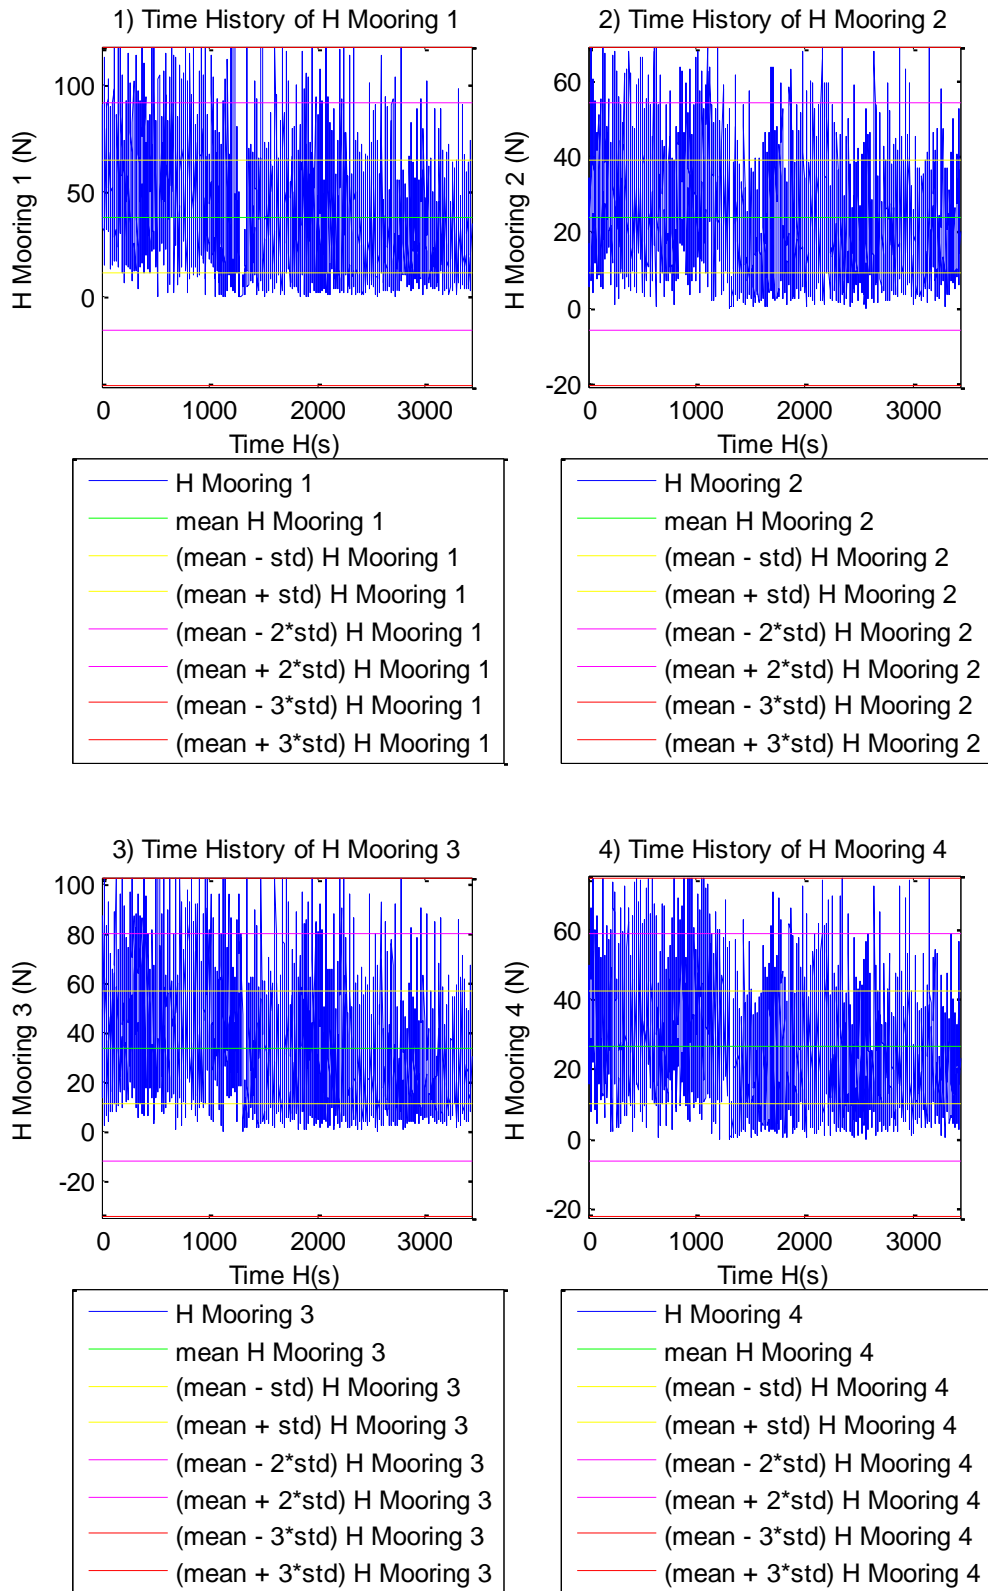 1) Time History of H Mooring 1
H Mooring 1 (N)
100
50
0
0 1000 2000 3000
Time H(s)
H Mooring 1
mean H Mooring 1
(mean - std) H Mooring 1
(mean + std) H Mooring 1
(mean - 2*std) H Mooring 1
(mean + 2*std) H Mooring 1
(mean - 3*std) H Mooring 1
(mean + 3*std) H Mooring 1
2) Time History of H Mooring 2
H Mooring 2 (N)
60
40
20
0
-20
0 1000 2000 3000
Time H(s)
H Mooring 2
mean H Mooring 2
(mean - std) H Mooring 2
(mean + std) H Mooring 2
(mean - 2*std) H Mooring 2
(mean + 2*std) H Mooring 2
(mean - 3*std) H Mooring 2
(mean + 3*std) H Mooring 2
3) Time History of H Mooring 3
H Mooring 3 (N)
100
80
60
40
20
0
-20
0 1000 2000 3000
Time H(s)
H Mooring 3
mean H Mooring 3
(mean - std) H Mooring 3
(mean + std) H Mooring 3
(mean - 2*std) H Mooring 3
(mean + 2*std) H Mooring 3
(mean - 3*std) H Mooring 3
(mean + 3*std) H Mooring 3
4) Time History of H Mooring 4
H Mooring 4 (N)
60
40
20
0
-20
0 1000 2000 3000
Time H(s)
H Mooring 4
mean H Mooring 4
(mean - std) H Mooring 4
(mean + std) H Mooring 4
(mean - 2*std) H Mooring 4
(mean + 2*std) H Mooring 4
(mean - 3*std) H Mooring 4
(mean + 3*std) H Mooring 4